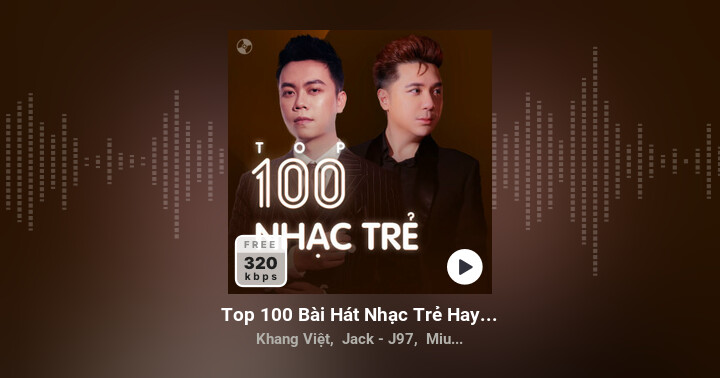 TOP
100
NHẠC TRẺ
FREE
320
kbps
Top 100 Bài Hát Nhạc Trẻ Hay...
Khang Việt, Jack - J97, Miu...